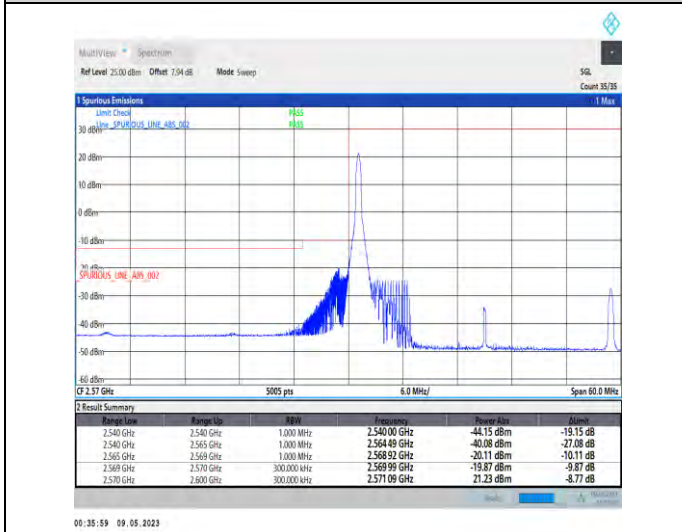 MultiView Spectrum
Ref Level 25.00 dBm Offset 7.94 dB Mode Sweep SGL
Count 35/35
1 Spurious Emissions 1 Max
Limit Check PASS
Line _SPURIOUS_LINE_ABS_002 PASS
30 dBm
20 dBm
10 dBm
0 dBm
-10 dBm
-20 dBm
_SPURIOUS_LINE_ABS_002
-30 dBm
-40 dBm
-50 dBm
-60 dBm
CF 2.57 GHz 5005 pts 6.0 MHz/ Span 60.0 MHz
2 Result Summary
Range Low Range Up RBW Frequency Power Abs ΔLimit
2.540 GHz 2.540 GHz 1.000 MHz 2.540 00 GHz -44.15 dBm -19.15 dB
2.540 GHz 2.565 GHz 1.000 MHz 2.564 49 GHz -40.08 dBm -27.08 dB
2.565 GHz 2.569 GHz 1.000 MHz 2.568 92 GHz -20.11 dBm -10.11 dB
2.569 GHz 2.570 GHz 300.000 kHz 2.569 99 GHz -19.87 dBm -9.87 dB
2.570 GHz 2.600 GHz 300.000 kHz 2.571 09 GHz 21.23 dBm -8.77 dB
00:35:59 09.05.2023